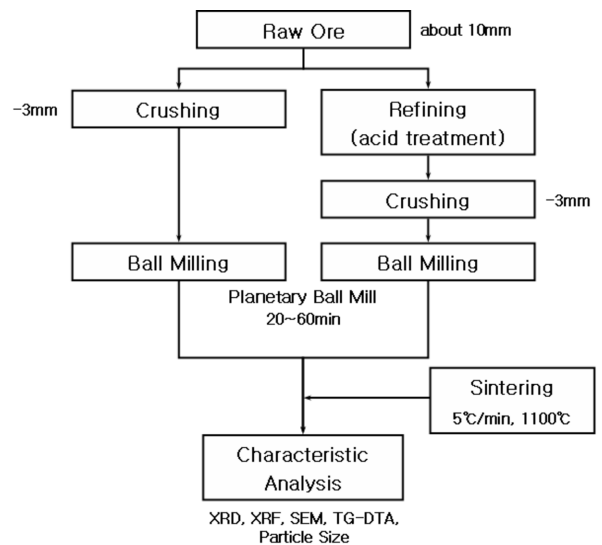 Raw Ore
about 10mm
-3mm
Crushing
Refining
(acid treatment)
Crushing
-3mm
Ball Milling
Ball Milling
Planetary Ball Mill
20~60min
Sintering
5℃/min, 1100℃
Characteristic
Analysis
XRD, XRF, SEM, TG-DTA,
Particle Size